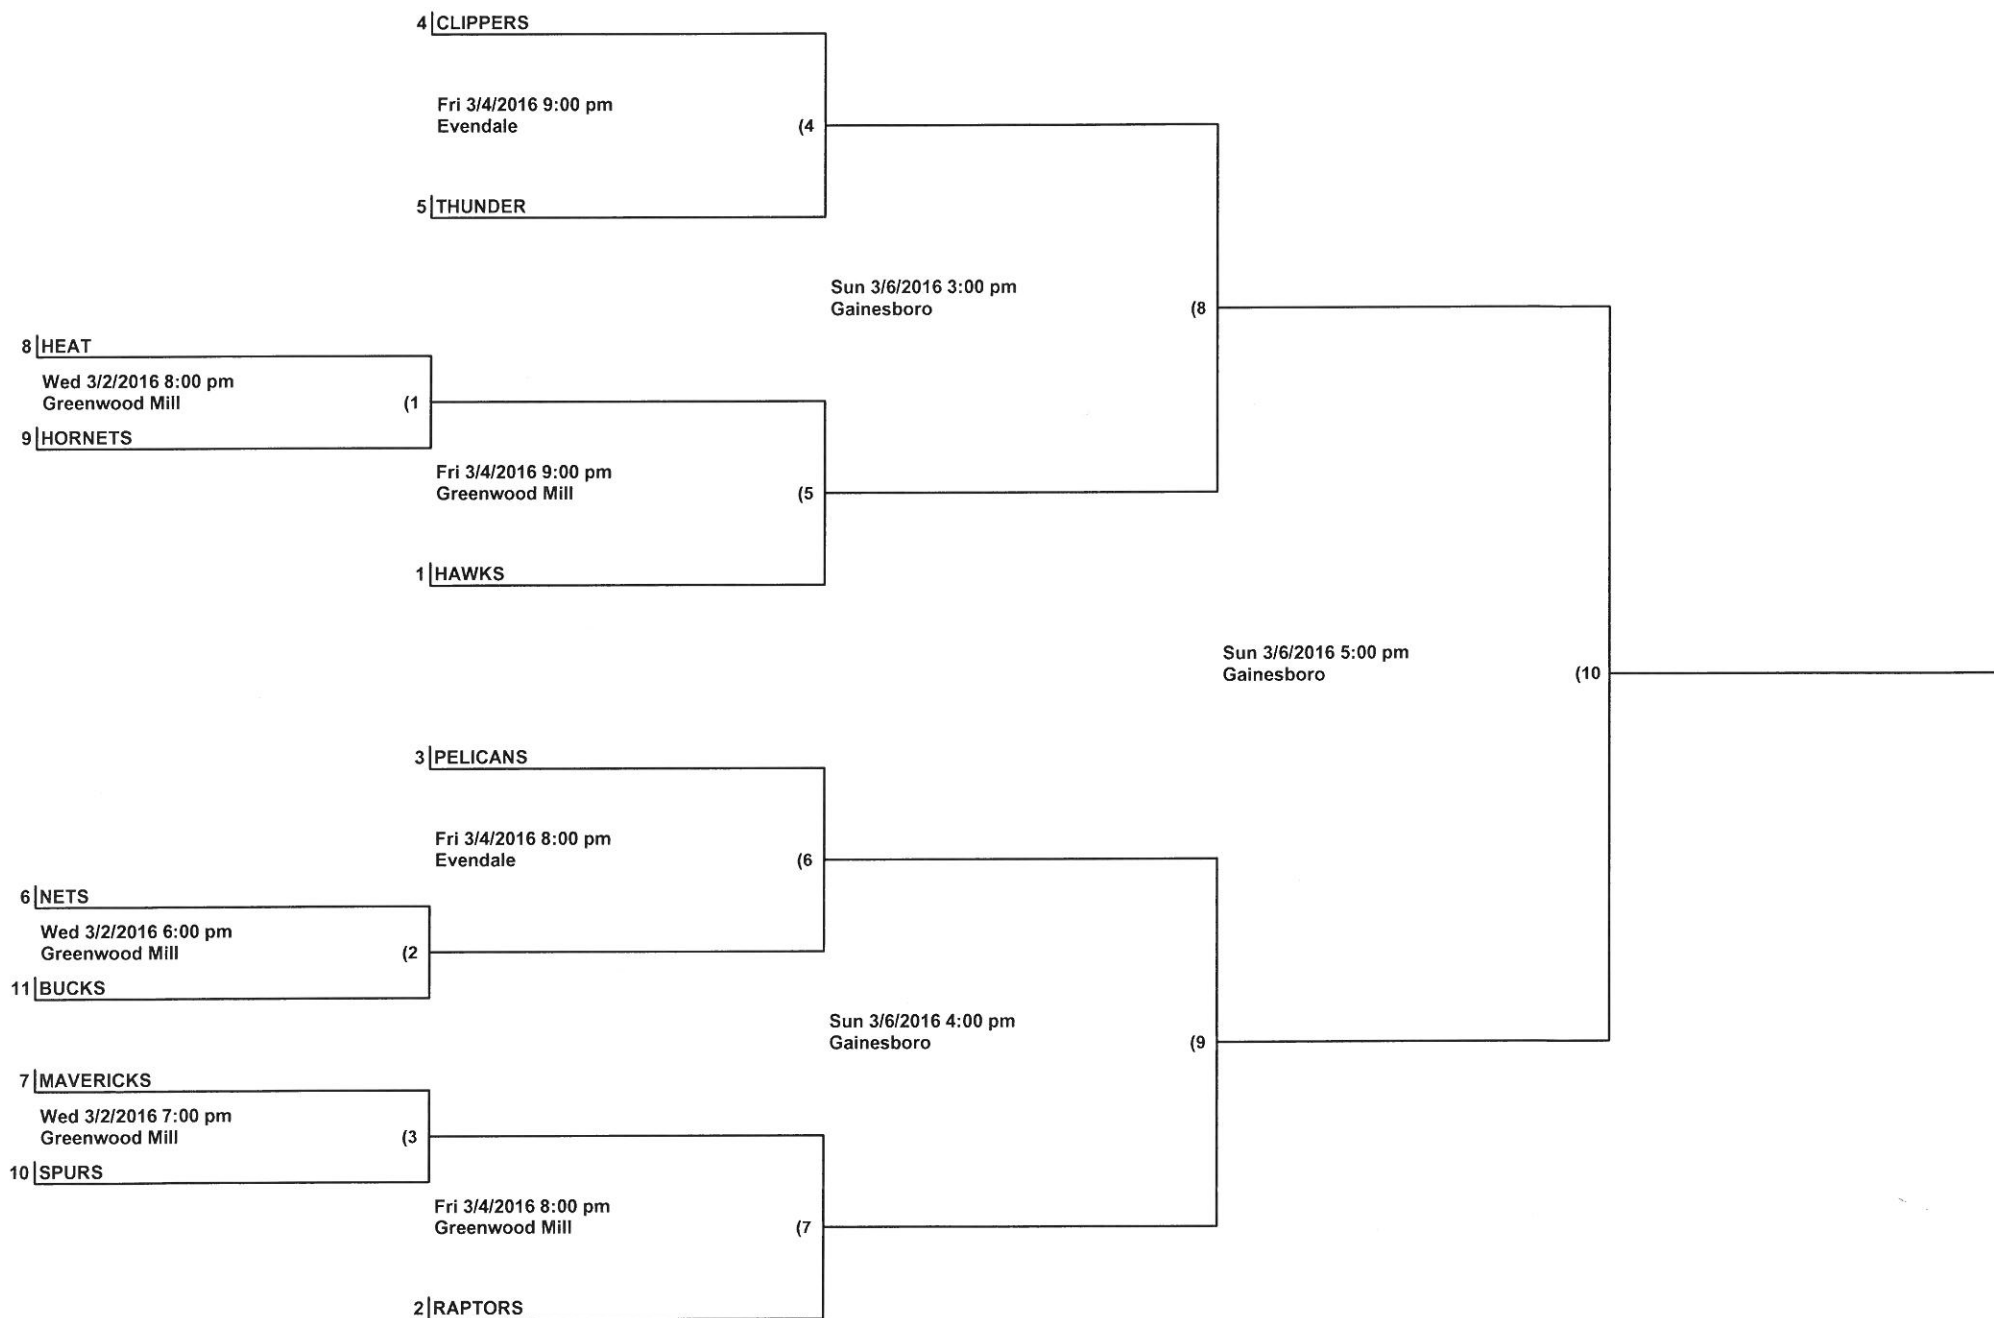 4 CLIPPERS
Fri 3/4/2016 9:00 pm
Evendale
(4
5 THUNDER
Sun 3/6/2016 3:00 pm
Gainesboro
(8
8 HEAT
Wed 3/2/2016 8:00 pm
Greenwood Mill
(1
9 HORNETS
Fri 3/4/2016 9:00 pm
Greenwood Mill
(5
1 HAWKS
Sun 3/6/2016 5:00 pm
Gainesboro
(10
3 PELICANS
Fri 3/4/2016 8:00 pm
Evendale
(6
6 NETS
Wed 3/2/2016 6:00 pm
Greenwood Mill
(2
11 BUCKS
Sun 3/6/2016 4:00 pm
Gainesboro
(9
7 MAVERICKS
Wed 3/2/2016 7:00 pm
Greenwood Mill
(3
10 SPURS
Fri 3/4/2016 8:00 pm
Greenwood Mill
(7
2 RAPTORS